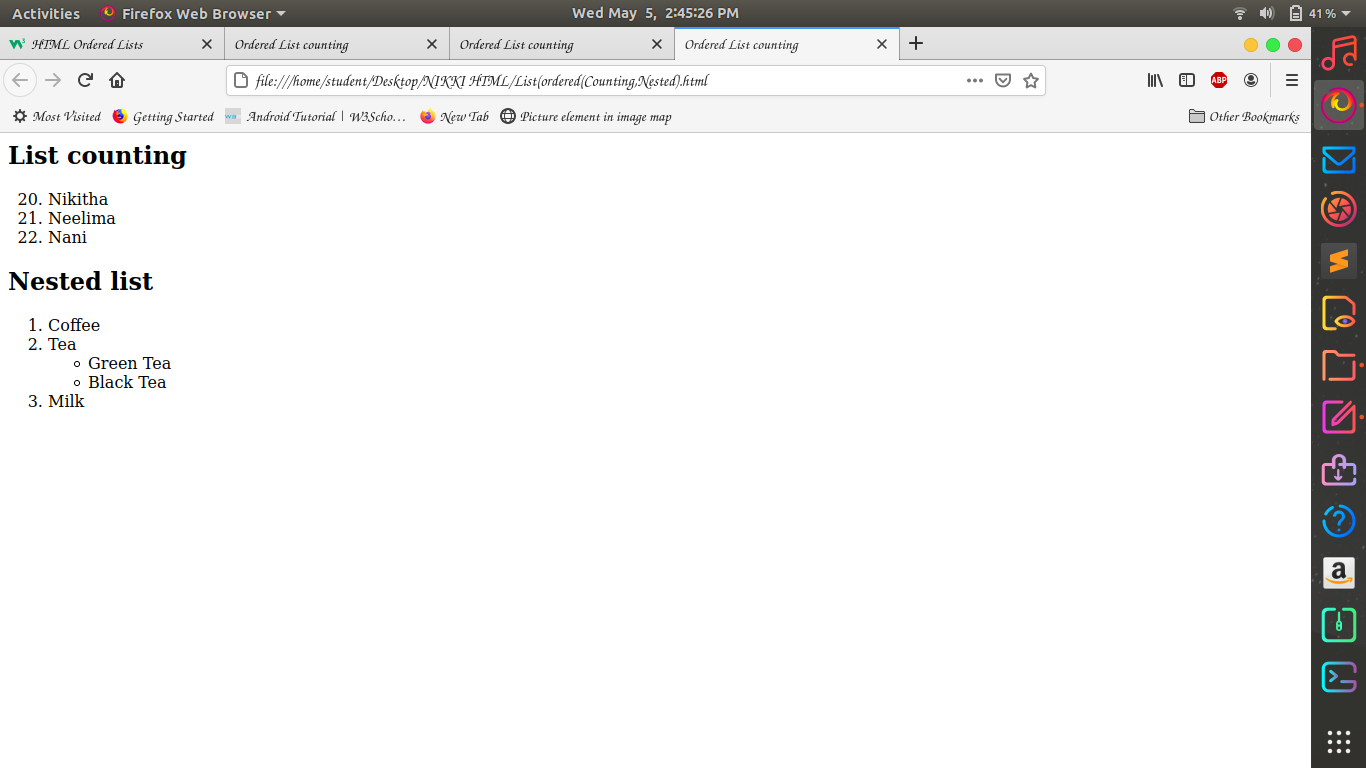 Activities Firefox Web Browser Wed May 5, 2:45:26 PM 41%
HTML Ordered Lists Ordered List counting Ordered List counting Ordered List counting
file:///home/student/Desktop/NIKKI HTML/List(ordered(Counting,Nested).html ABP
Most Visited Getting Started Android Tutorial | W3Scho... New Tab Picture element in image map Other Bookmarks
List counting
20. Nikitha
21. Neelima
22. Nani
Nested list
1. Coffee
2. Tea
Green Tea
Black Tea
3. Milk